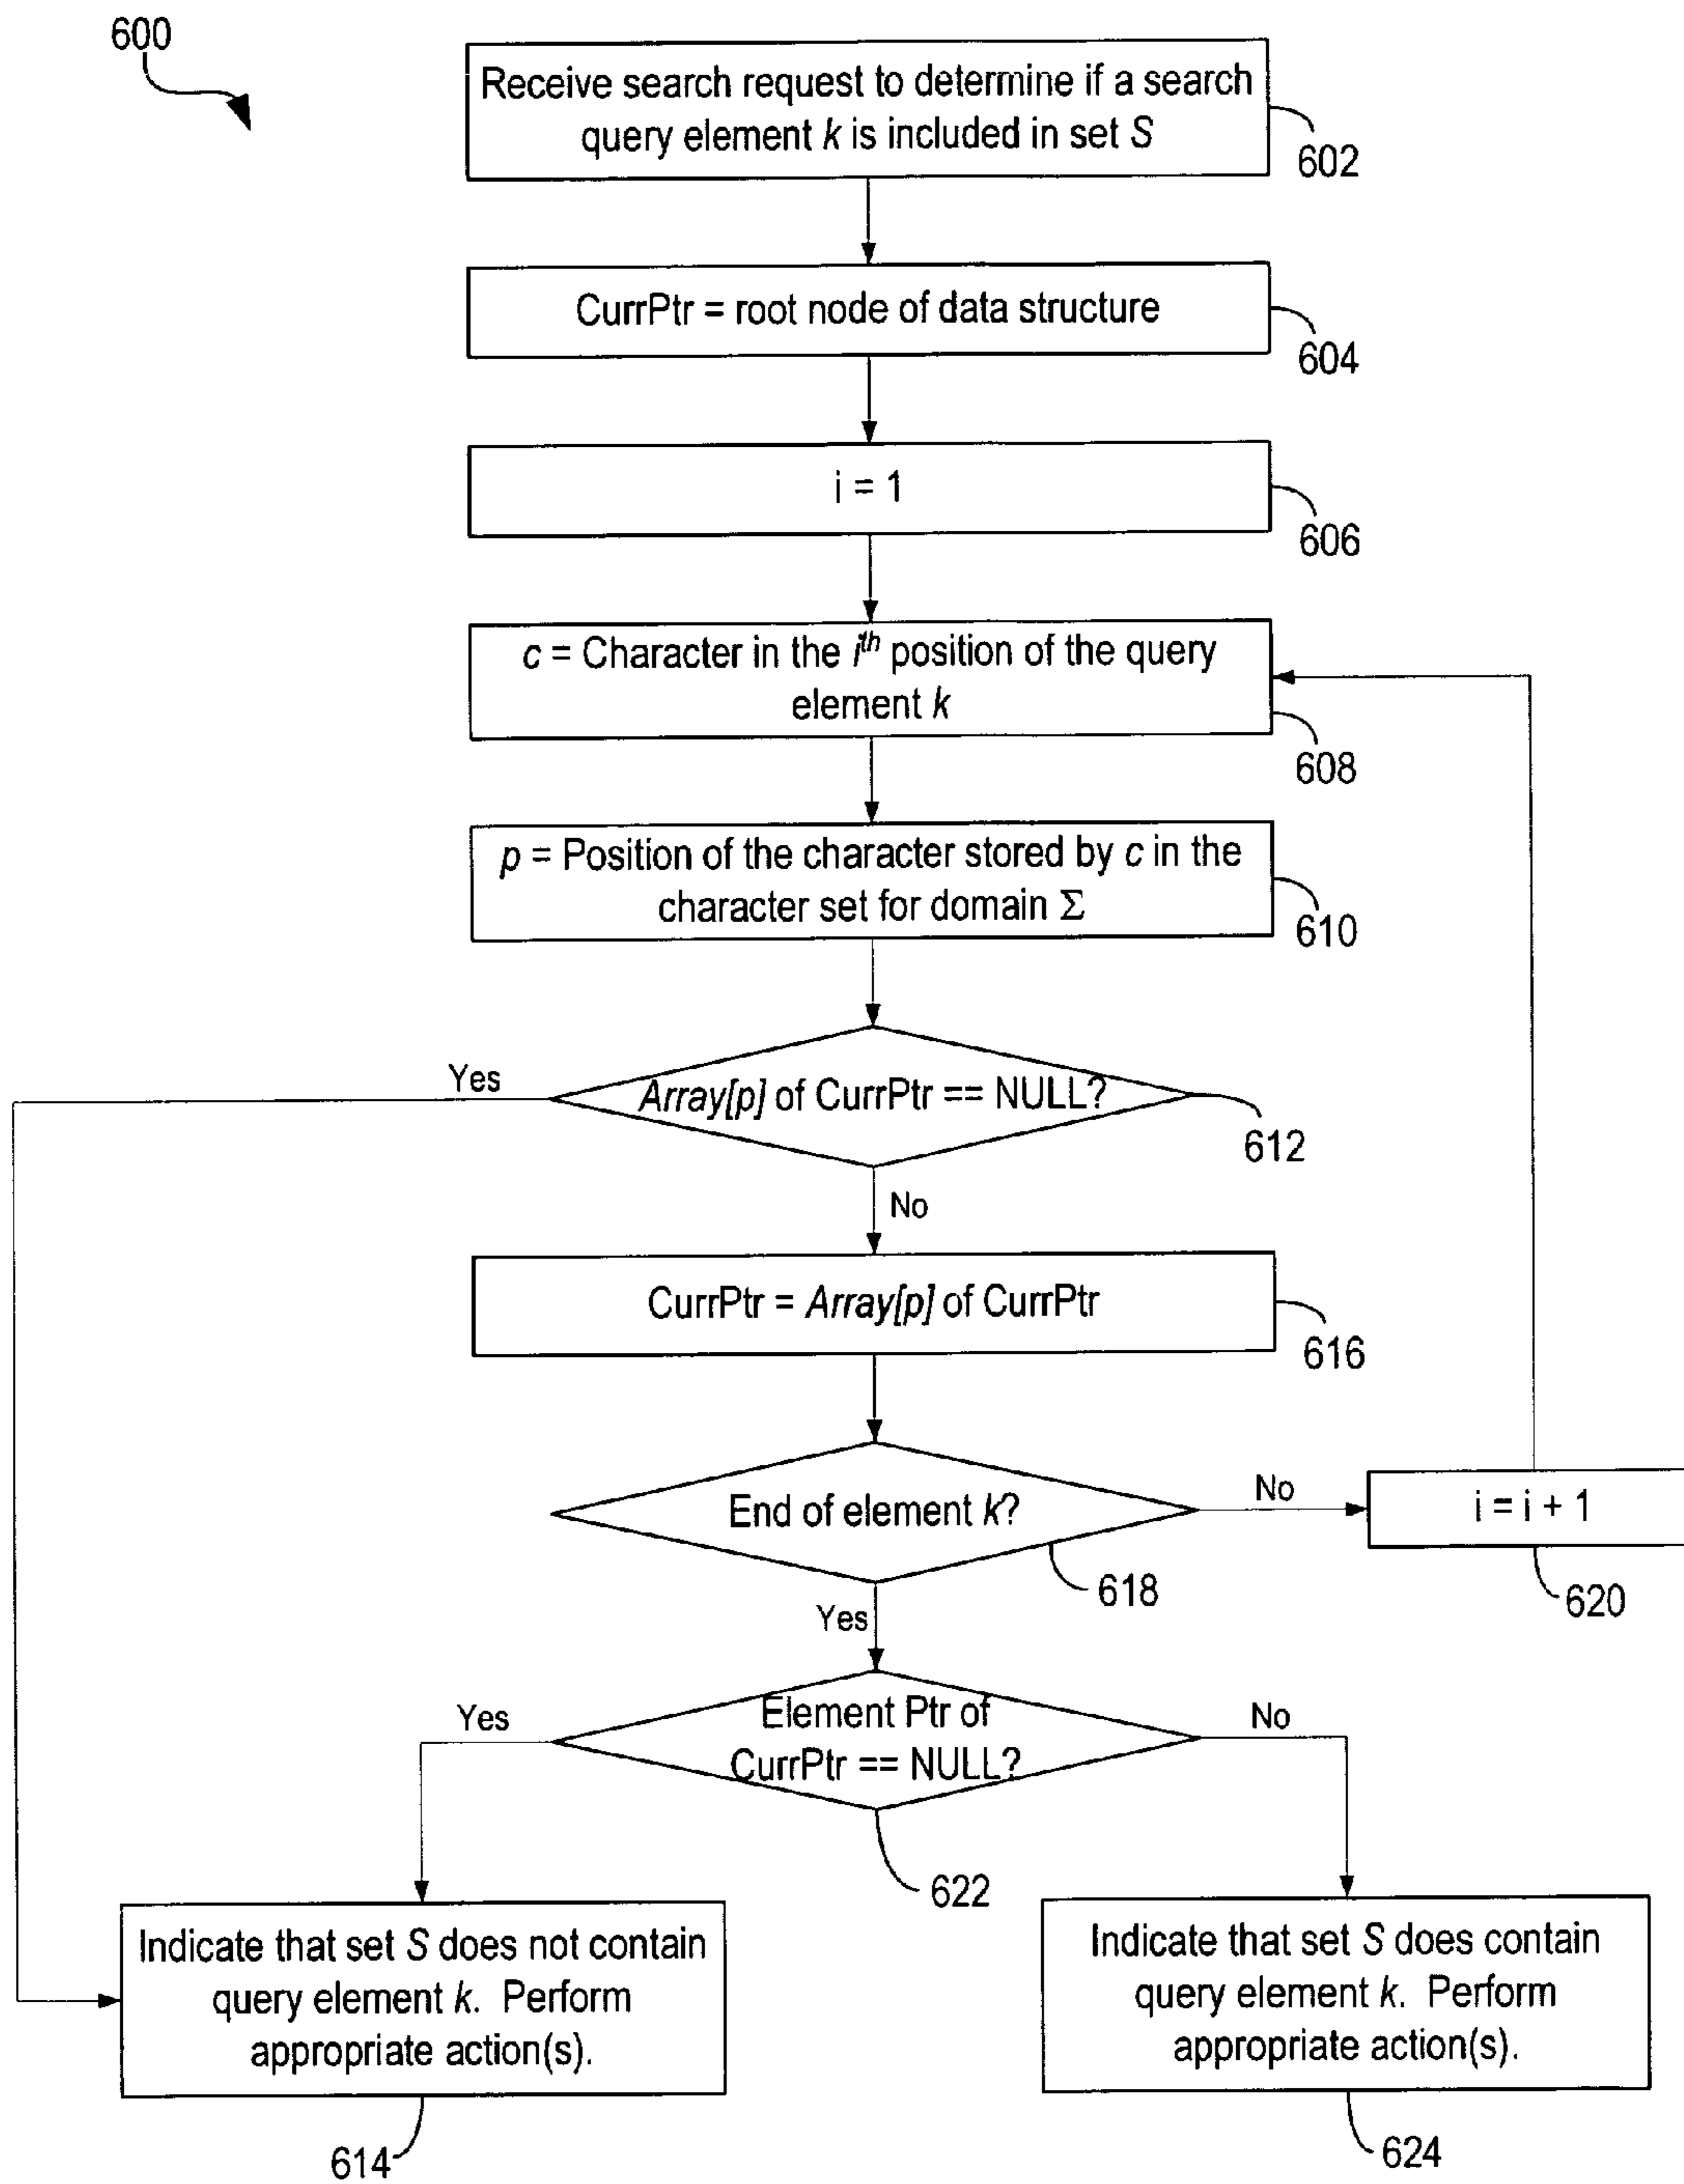 600
Receive search request to determine if a search
query element k is included in set S
602
CurrPtr = root node of data structure
604
i = 1
606
c = Character in the ith position of the query
element k
608
p = Position of the character stored by c in the
character set for domain Σ
610
Yes
Array[p] of CurrPtr == NULL?
612
No
CurrPtr = Array[p] of CurrPtr
616
End of element k?
No
i = i + 1
618
620
Yes
Yes
Element Ptr of
CurrPtr == NULL?
No
622
Indicate that set S does not contain
query element k. Perform
appropriate action(s).
614
Indicate that set S does contain
query element k. Perform
appropriate action(s).
624